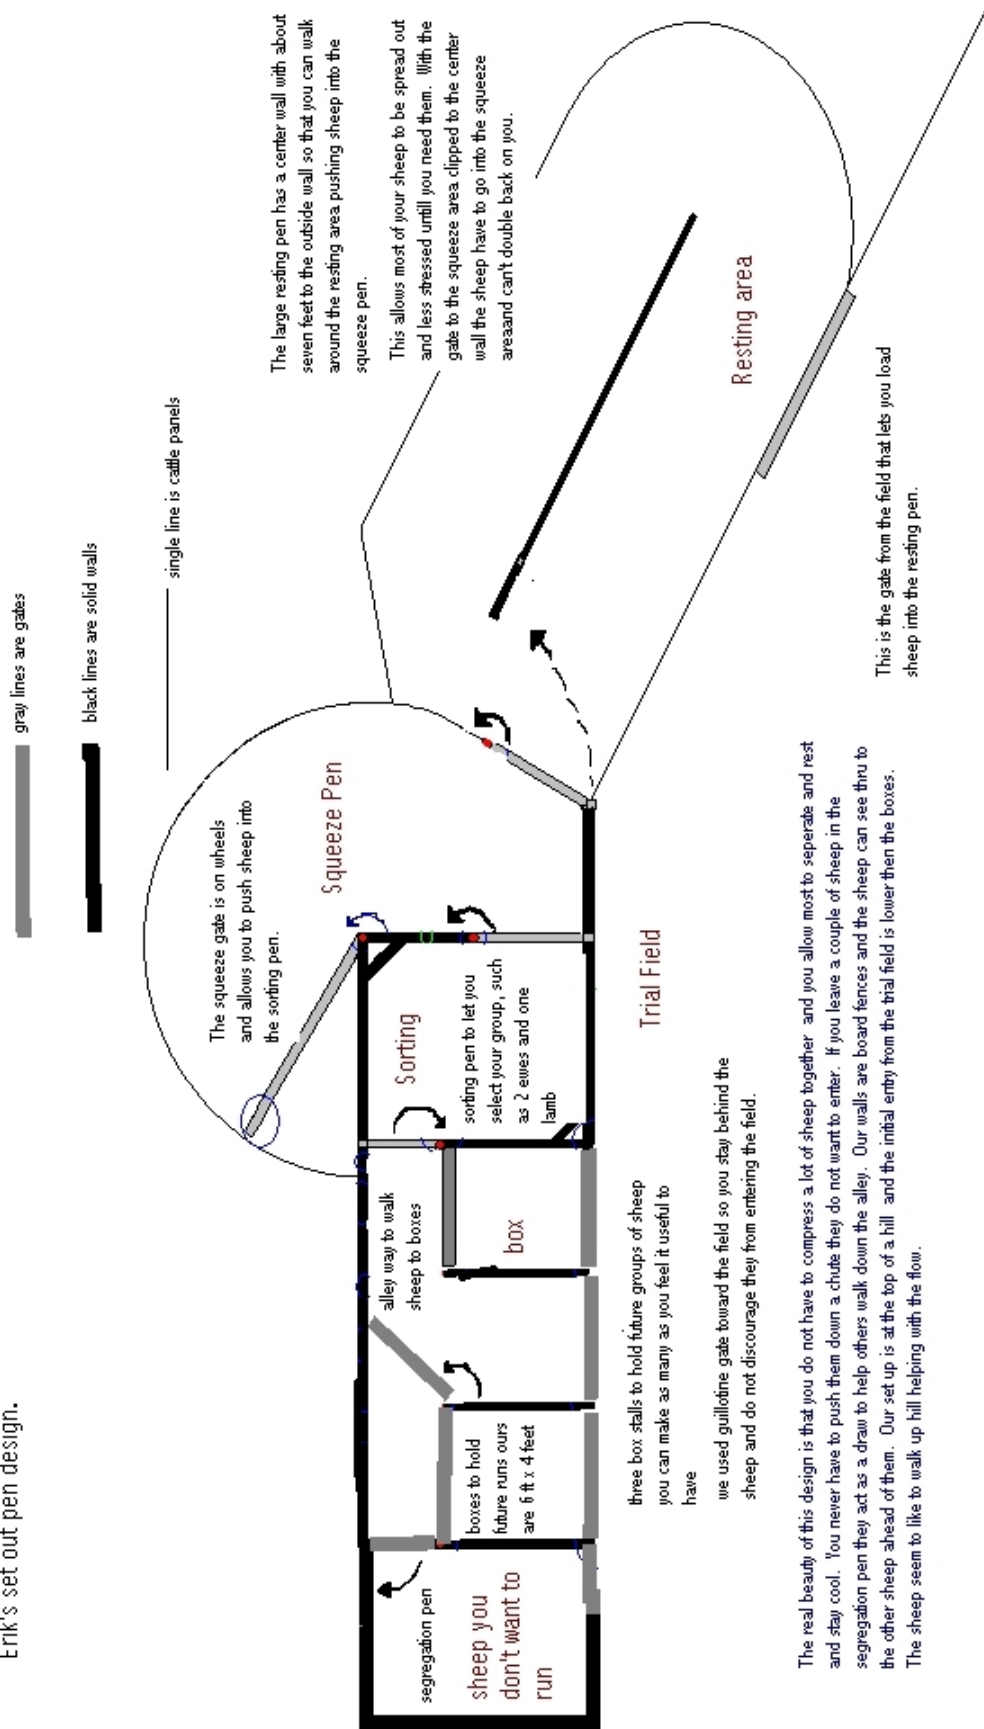 Erik's set out pen design.
gray lines are gates
black lines are solid walls
single line is cattle panels
The squeeze gate is on wheels
and allows you to push sheep into
the sorting pen.
Squeeze Pen
The large resting pen has a center wall with about
seven feet to the outside wall so that you can walk
around the resting area pushing sheep into the
squeeze pen.
This allows most of your sheep to be spread out
and less stressed untill you need them. With the
gate to the squeeze area clipped to the center
wall the sheep have to go into the squeeze
areaand can't double back on you.
Resting area
This is the gate from the field that lets you load
sheep into the resting pen.
Sorting
sorting pen to let you
select your group, such
as 2 ewes and one
lamb
alley way to walk
sheep to boxes
box
boxes to hold
future runs ours
are 6 ft x 4 feet
segregation pen
sheep you
don't want to
run
Trial Field
three box stalls to hold future groups of sheep
you can make as many as you feel it useful to
have
we used guillotine gate toward the field so you stay behind the
sheep and do not discourage they from entering the field.
The real beauty of this design is that you do not have to compress a lot of sheep together and you allow most to seperate and rest
and stay cool. You never have to push them down a chute they do not want to enter. If you leave a couple of sheep in the
segregation pen they act as a draw to help others walk down the alley. Our walls are board fences and the sheep can see thru to
the other sheep ahead of them. Our set up is at the top of a hill and the initial entry from the trial field is lower then the boxes.
The sheep seem to like to walk up hill helping with the flow.